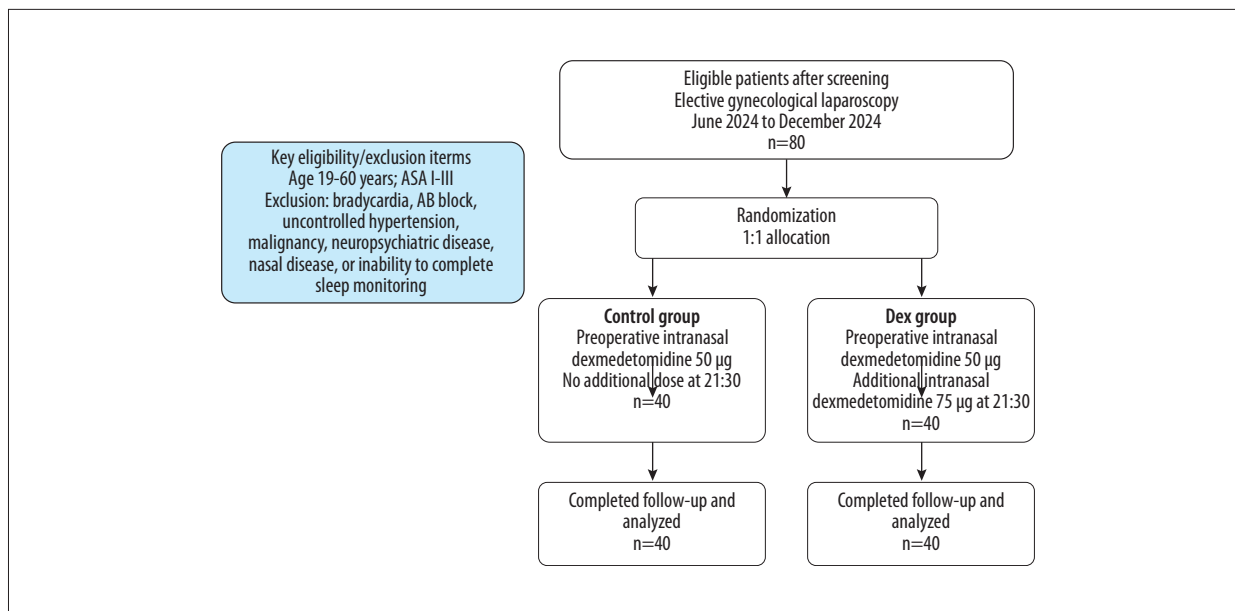 Eligible patients after screening
Elective gynecological laparoscopy
June 2024 to December 2024
n=80
Key eligibility/exclusion iterms
Age 19-60 years; ASA I-III
Exclusion: bradycardia, AB block,
uncontrolled hypertension,
malignancy, neuropsychiatric disease,
nasal disease, or inability to complete
sleep monitoring
Randomization
1:1 allocation
Control group
Preoperative intranasal
dexmedetomidine 50 µg
No additional dose at 21:30
n=40
Dex group
Preoperative intranasal
dexmedetomidine 50 µg
Additional intranasal
dexmedetomidine 75 µg at 21:30
n=40
Completed follow-up and
analyzed
n=40
Completed follow-up and
analyzed
n=40